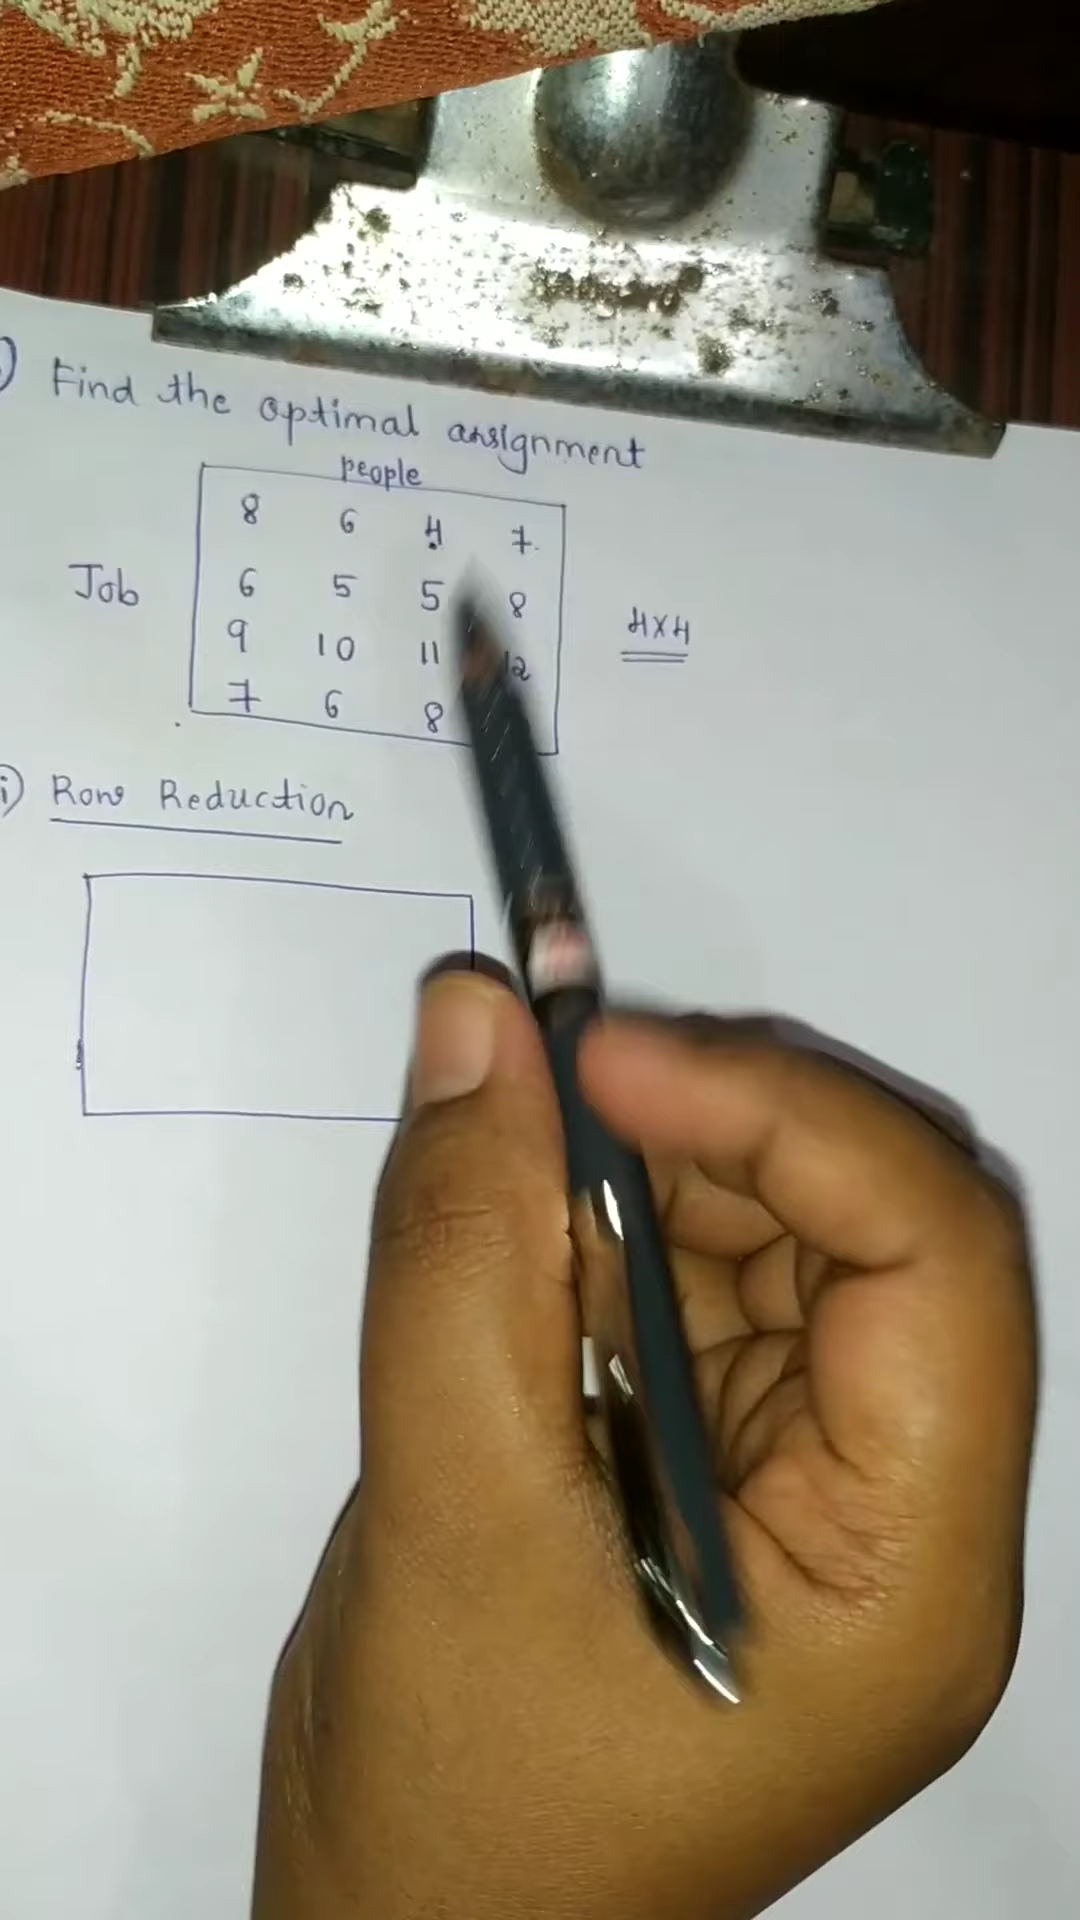 Find the optimal assignment
people
8 6 4 7
Job
6 5 5 8
4x4
9 10 11 12
7 6 8
i) Row Reduction